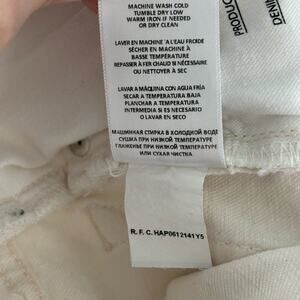 MACHINE WASH COLD
TUMBLE DRY LOW
WARM IRON IF NEEDED
OR DRY CLEAN
LAVER EN MACHINE À L'EAU FROIDE
SÉCHER EN MACHINE À
BASSE TEMPÉRATURE
REPASSER À FER CHAUD SI NÉCESSAIRE
OU NETTOYER À SEC
LAVAR A MÁQUINA CON AGUA FRÍA
SECAR A TEMPERATURA BAJA
PLANCHAR A TEMPERATURA
INTERMEDIA SI ES NECESARIO
O LAVAR EN SECO
МАШИННАЯ СТИРКА В ХОЛОДНОЙ ВОДЕ
СУШКА ПРИ НИЗКОЙ ТЕМПЕРАТУРЕ
ГЛАЖЕНЬЕ ПРИ НИЗКОЙ ТЕМПЕРАТУРЕ
ИЛИ СУХАЯ ЧИСТКА
R. F. C. HAP0612141Y5